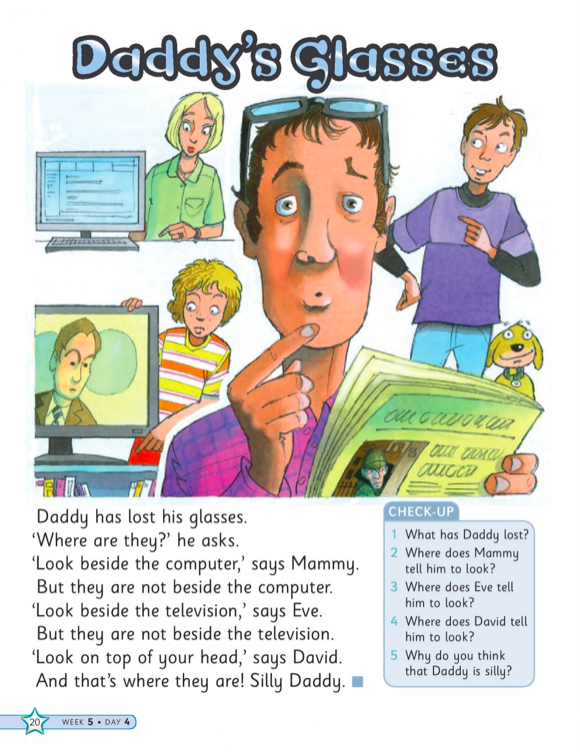 Daddy's Glasses
Daddy has lost his glasses.
‘Where are they?’ he asks.
‘Look beside the computer,’ says Mammy.
But they are not beside the computer.
‘Look beside the television,’ says Eve.
But they are not beside the television.
‘Look on top of your head,’ says David.
And that’s where they are! Silly Daddy.
CHECK-UP
1 What has Daddy lost?
2 Where does Mammy
tell him to look?
3 Where does Eve tell
him to look?
4 Where does David tell
him to look?
5 Why do you think
that Daddy is silly?
20 WEEK 5 • DAY 4